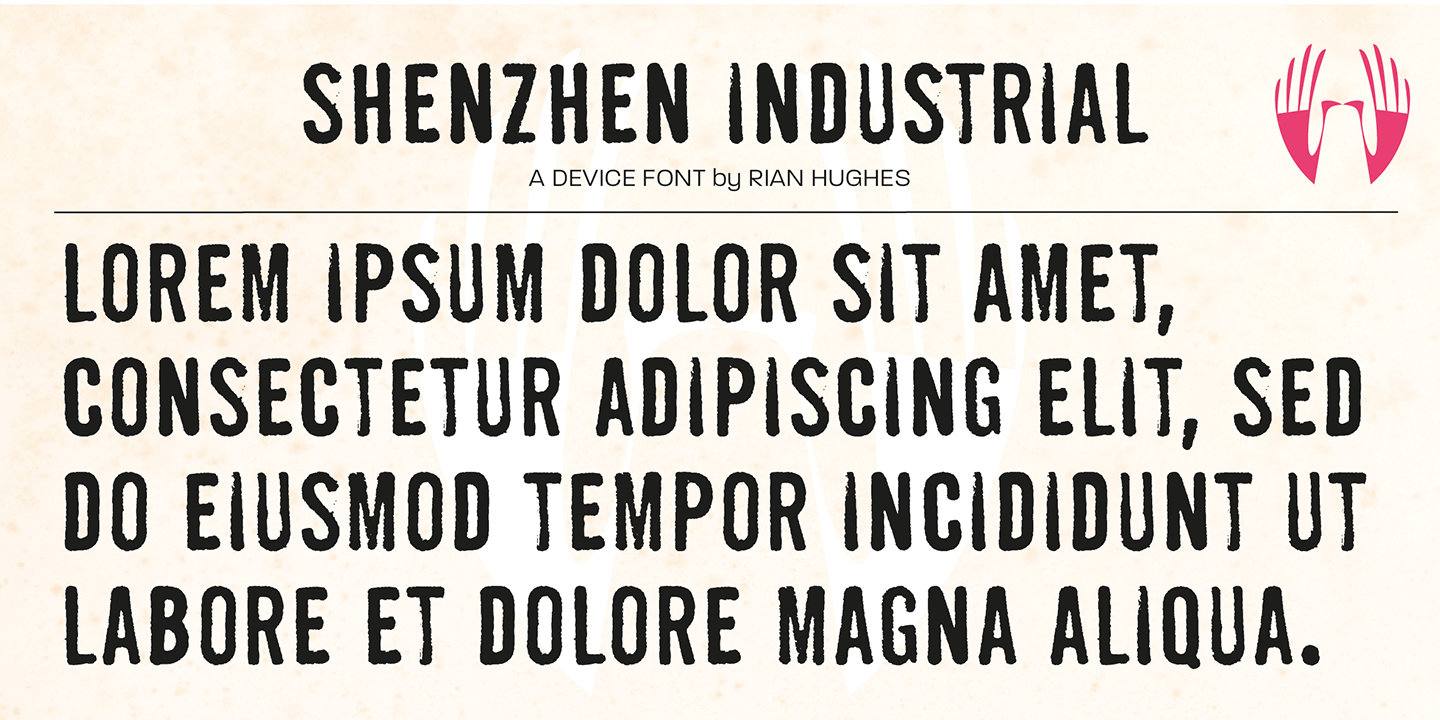 SHENZHEN INDUSTRIAL
A DEVICE FONT by RIAN HUGHES
LOREM IPSUM DOLOR SIT AMET,
CONSECTETUR ADIPISCING ELIT, SED
DO EIUSMOD TEMPOR INCIDIDUNT UT
LABORE ET DOLORE MAGNA ALIQUA.